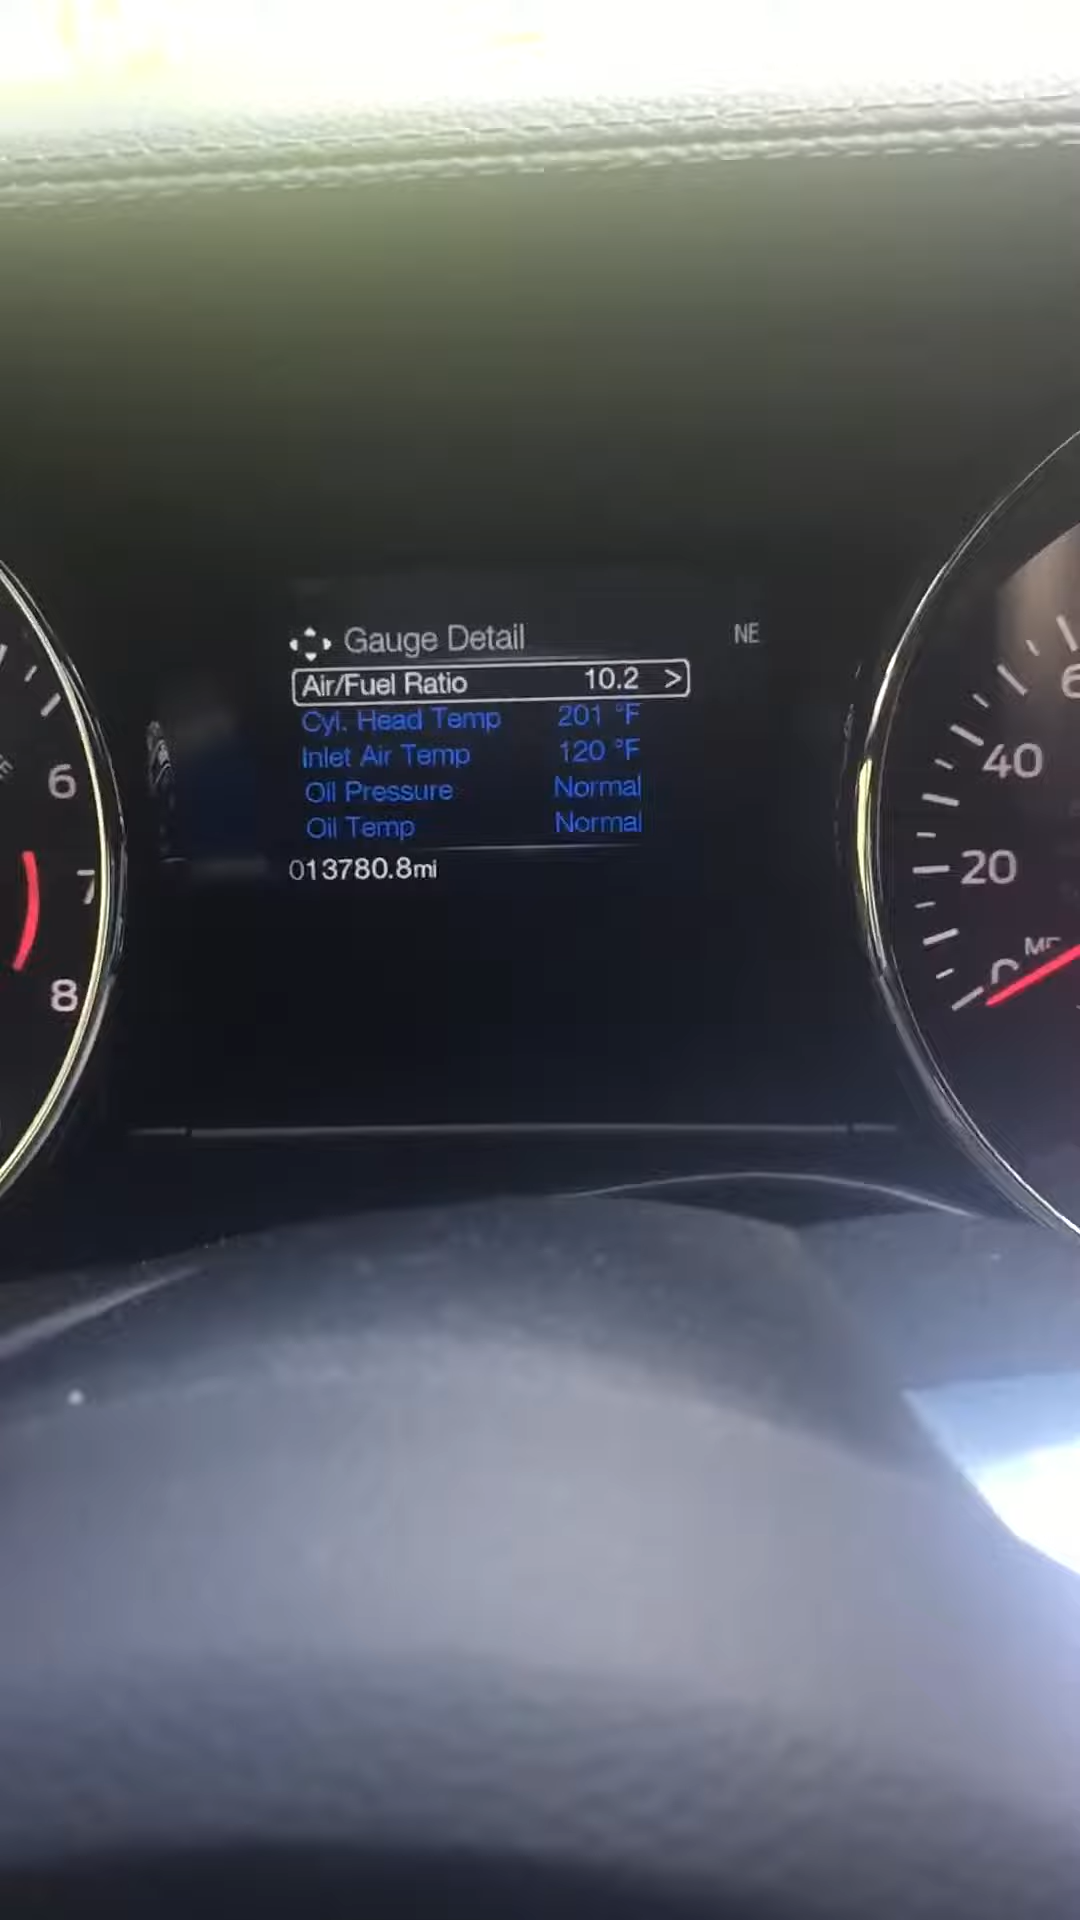 Gauge Detail NE
Air/Fuel Ratio 10.2 >
Cyl. Head Temp 201 °F
Inlet Air Temp 120 °F
Oil Pressure Normal
Oil Temp Normal
013780.8mi
6
7
8
40
20
0